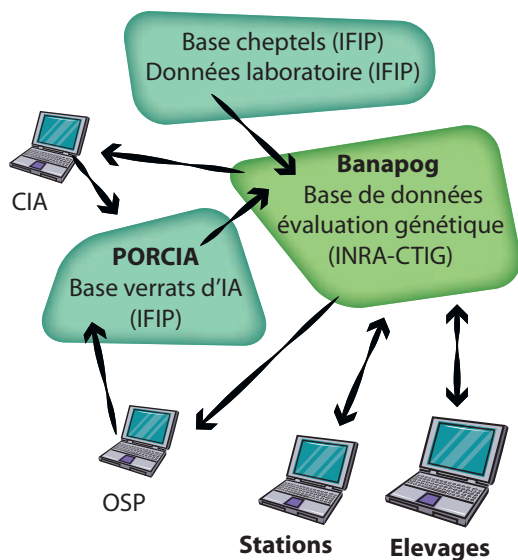 Base cheptels (IFIP)
Données laboratoire (IFIP)
Banapog
Base de données
évaluation génétique
(INRA-CTIG)
CIA
PORCIA
Base verrats d’IA
(IFIP)
OSP
Stations
Elevages